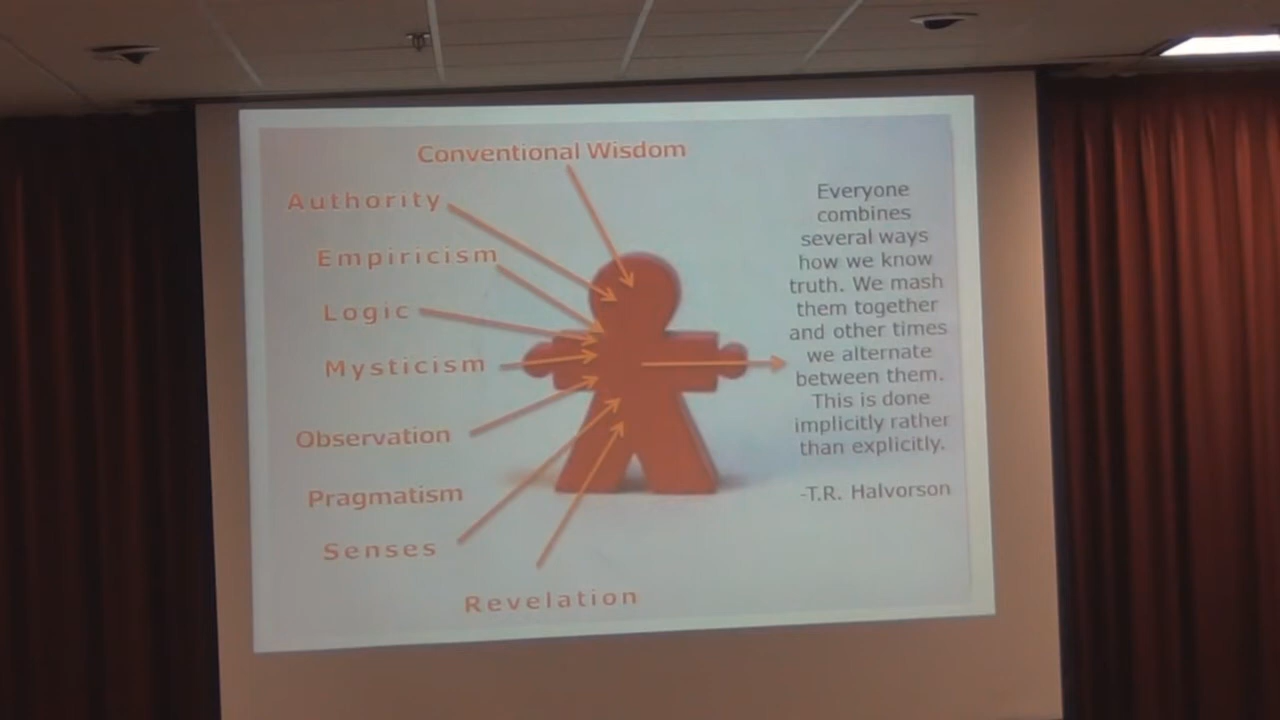 Conventional Wisdom
Authority
Empiricism
Logic
Mysticism
Observation
Pragmatism
Senses
Revelation
Everyone
combines
several ways
how we know
truth. We mash
them together
and other times
we alternate
between them.
This is done
implicitly rather
than explicitly.
-T.R. Halvorson